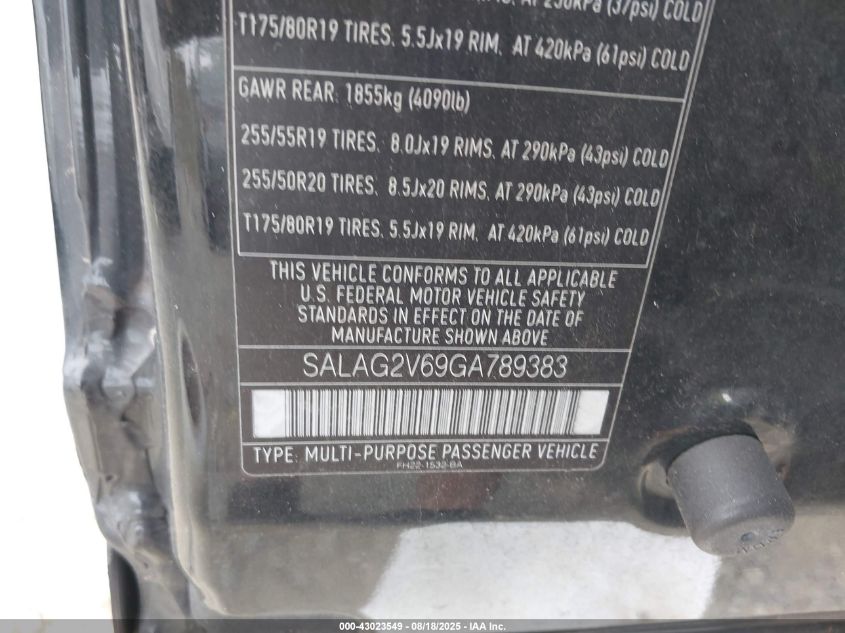 AT 250kPa (37psi) COLD
T175/80R19 TIRES. 5.5Jx19 RIM. AT 420kPa (61psi) COLD
GAWR REAR: 1855kg (4090lb)
255/55R19 TIRES. 8.0Jx19 RIMS. AT 290kPa (43psi) COLD
255/50R20 TIRES. 8.5Jx20 RIMS. AT 290kPa (43psi) COLD
T175/80R19 TIRES. 5.5Jx19 RIM. AT 420kPa (61psi) COLD
THIS VEHICLE CONFORMS TO ALL APPLICABLE
U.S. FEDERAL MOTOR VEHICLE SAFETY
STANDARDS IN EFFECT ON THE DATE OF
MANUFACTURE SHOWN ABOVE
SALAG2V69GA789383
TYPE: MULTI-PURPOSE PASSENGER VEHICLE
FH22-1532-BA
000-43023549 - 08/18/2025 - IAA Inc.